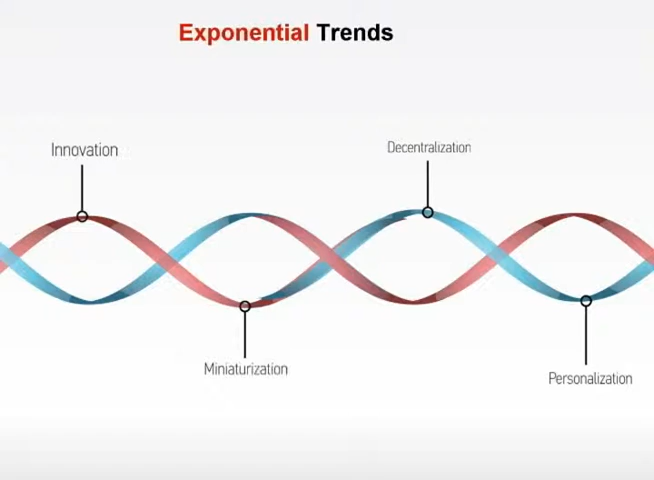 Exponential Trends
Innovation
Decentralization
Miniaturization
Personalization